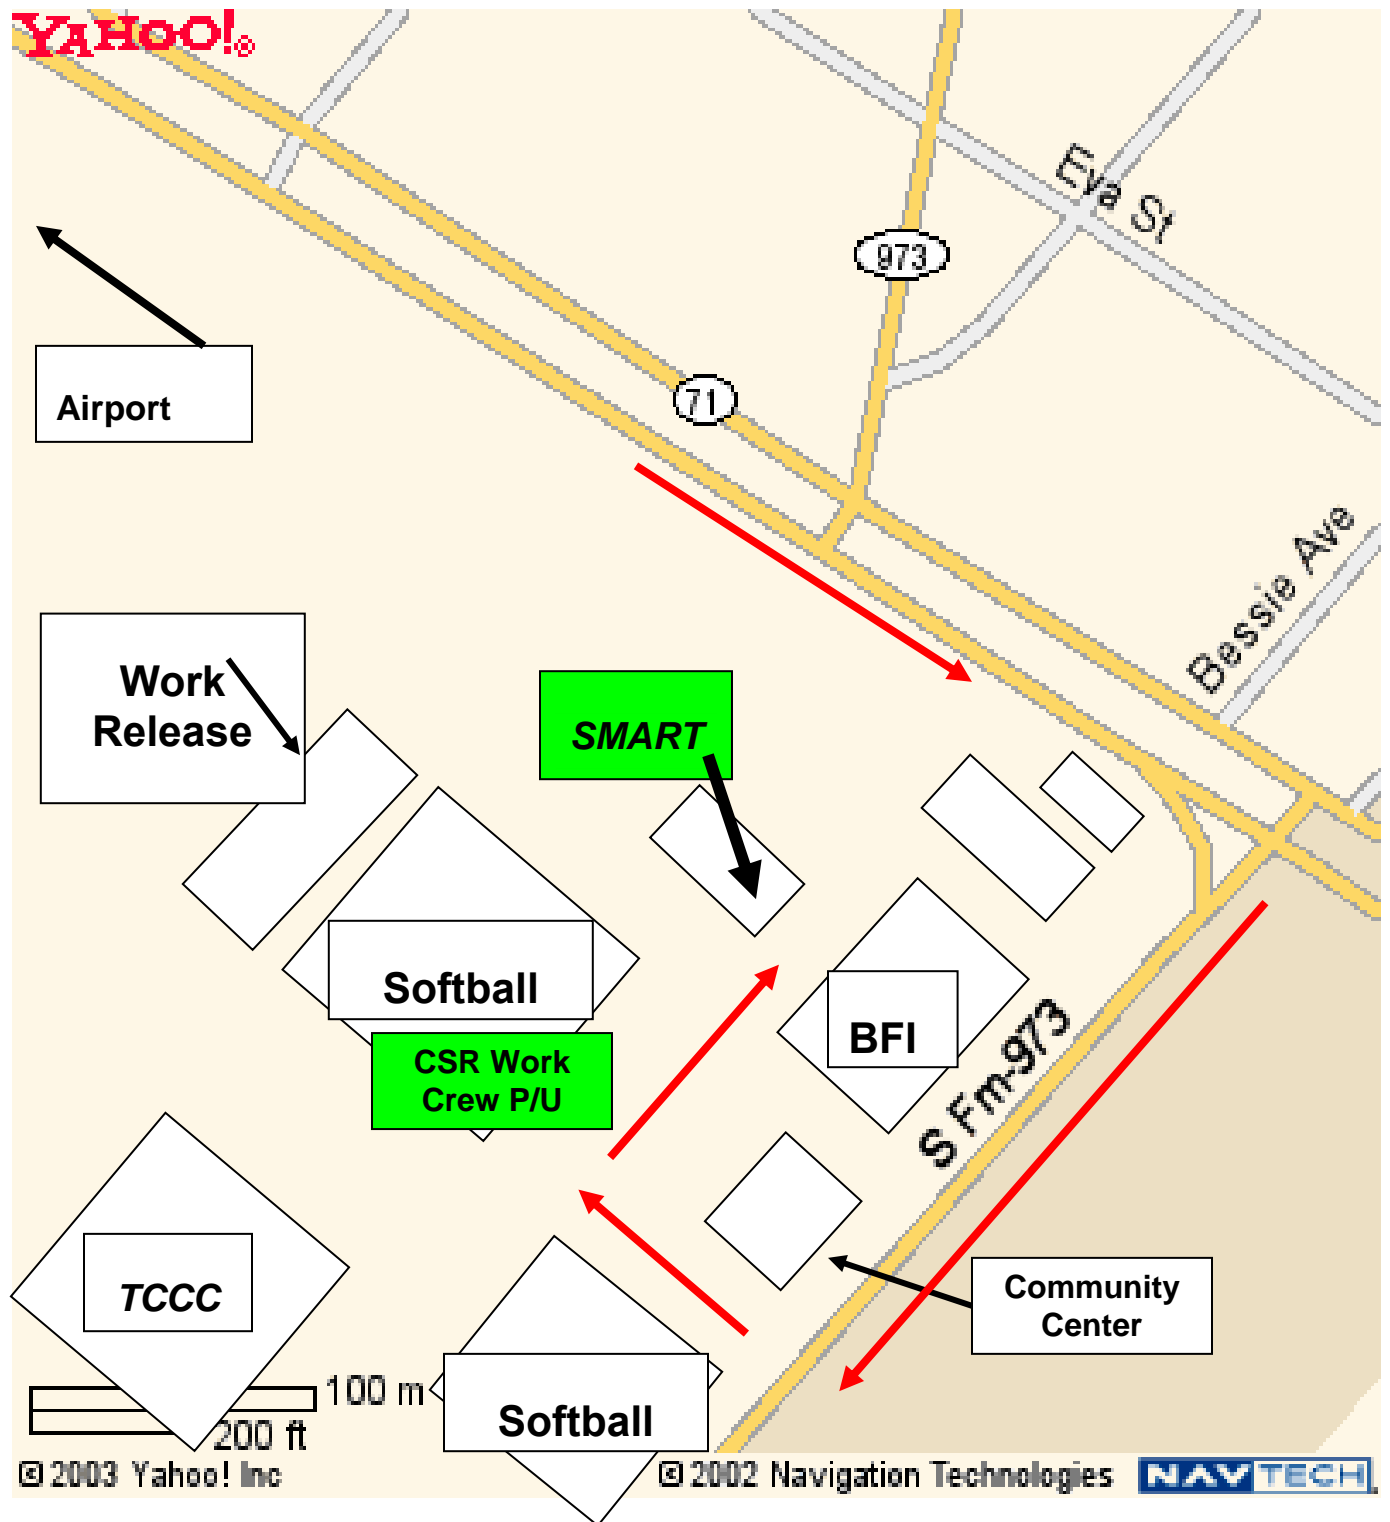 YAHOO!®
Eva St
973
Airport
71
Bessie Ave
Work
Release
SMART
Softball
BFI
CSR Work
Crew P/U
S Fm-973
TCCC
Community
Center
100 m
Softball
200 ft
© 2003 Yahoo! Inc
© 2002 Navigation Technologies
NAVTECH